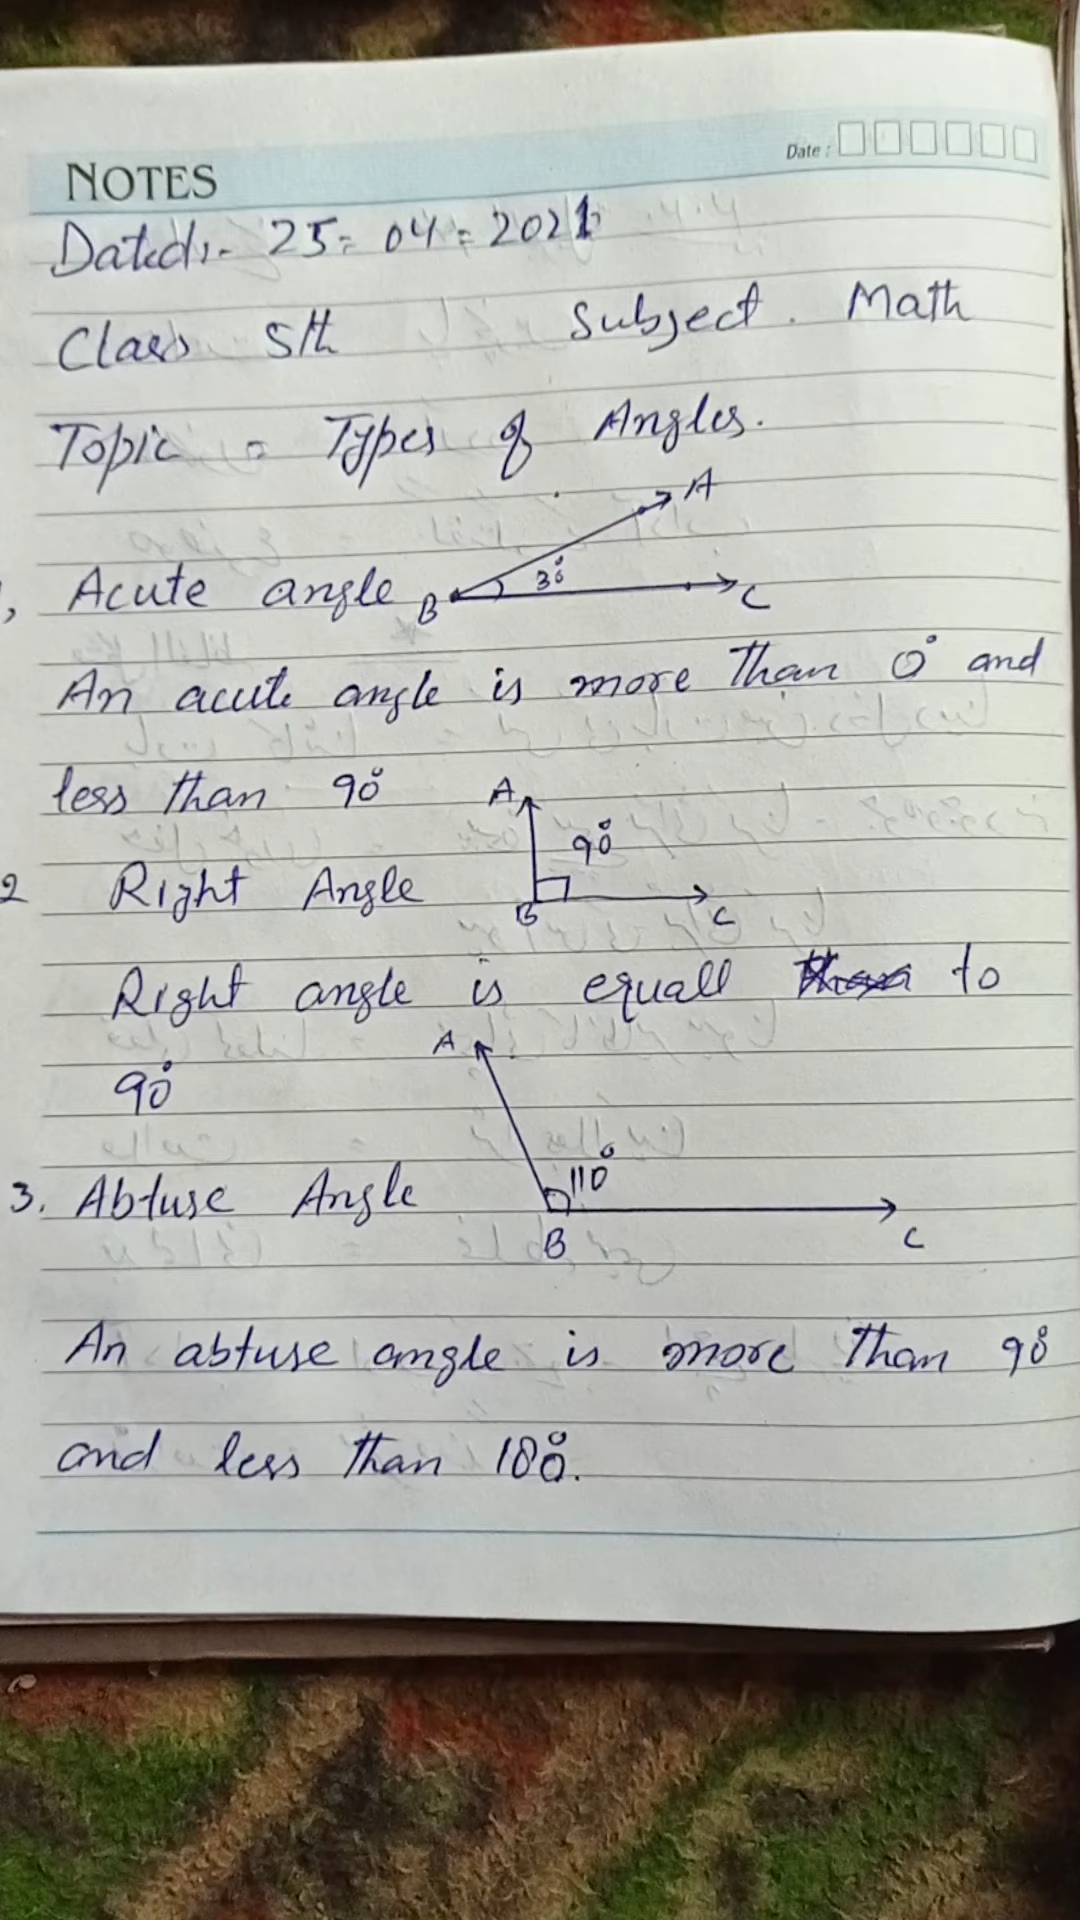 Date:
NOTES
Dated:- 25= 04= 2021
Class 5th Subject. Math
Topic = Types of Angles.
A
1, Acute angle B 30° C
An acute angle is more than 0° and
less than 90°
A
90°
2 Right Angle B C
Right angle is equall than to
90°
A
110°
3. Abtuse Angle
B C
An abtuse angle is more than 90°
and less than 180°.